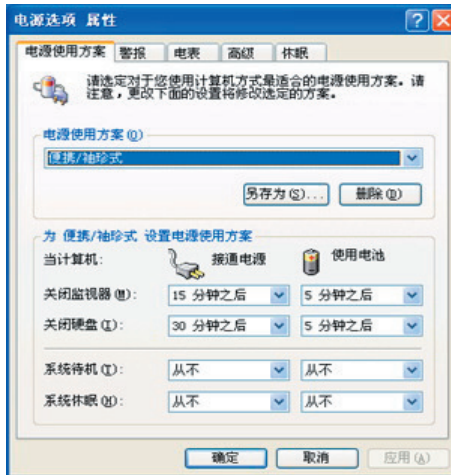 电源选项 属性
电源使用方案 警报 电表 高级 休眠
请选定对于您使用计算机方式最适合的电源使用方案。请
注意，更改下面的设置将修改选定的方案。
电源使用方案(O)
便携/袖珍式
另存为(S)... 删除(D)
为 便携/袖珍式 设置电源使用方案
当计算机: 接通电源 使用电池
关闭监视器(M): 15 分钟之后 5 分钟之后
关闭硬盘(I): 30 分钟之后 5 分钟之后
系统待机(T): 从不 从不
系统休眠(H): 从不 从不
确定 取消 应用(A)